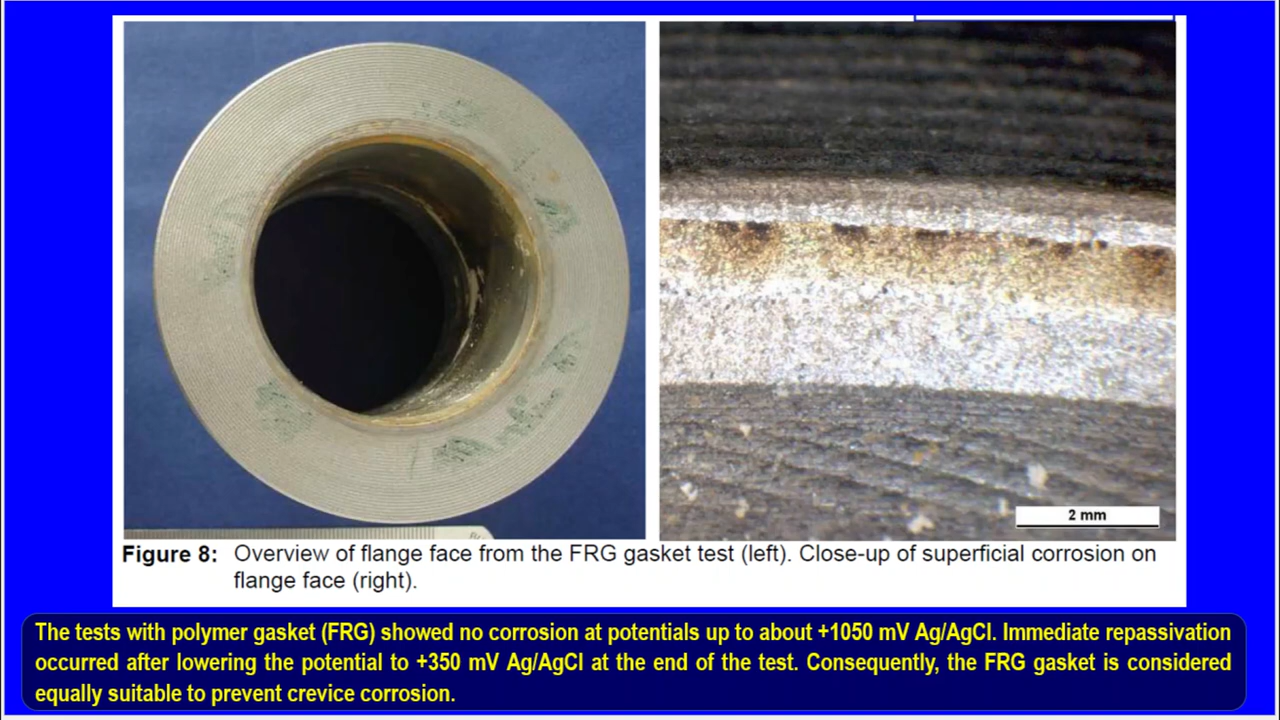 2 mm
Figure 8: Overview of flange face from the FRG gasket test (left). Close-up of superficial corrosion on
flange face (right).
The tests with polymer gasket (FRG) showed no corrosion at potentials up to about +1050 mV Ag/AgCl. Immediate repassivation
occurred after lowering the potential to +350 mV Ag/AgCl at the end of the test. Consequently, the FRG gasket is considered
equally suitable to prevent crevice corrosion.